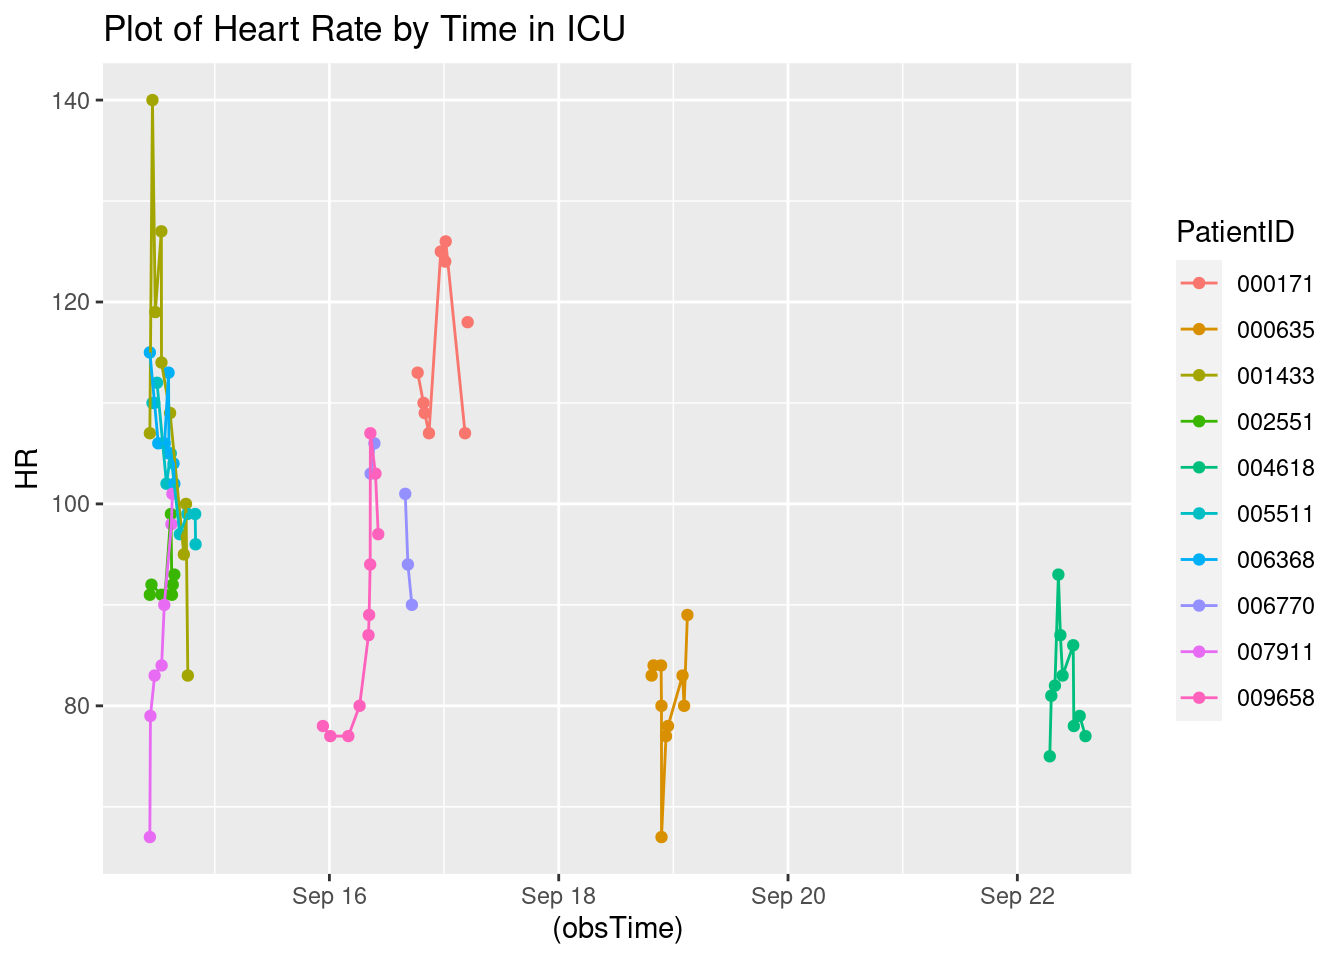 Plot of Heart Rate by Time in ICU
HR
140
120
100
80
Sep 16
Sep 18
Sep 20
Sep 22
(obsTime)
PatientID
000171
000635
001433
002551
004618
005511
006368
006770
007911
009658